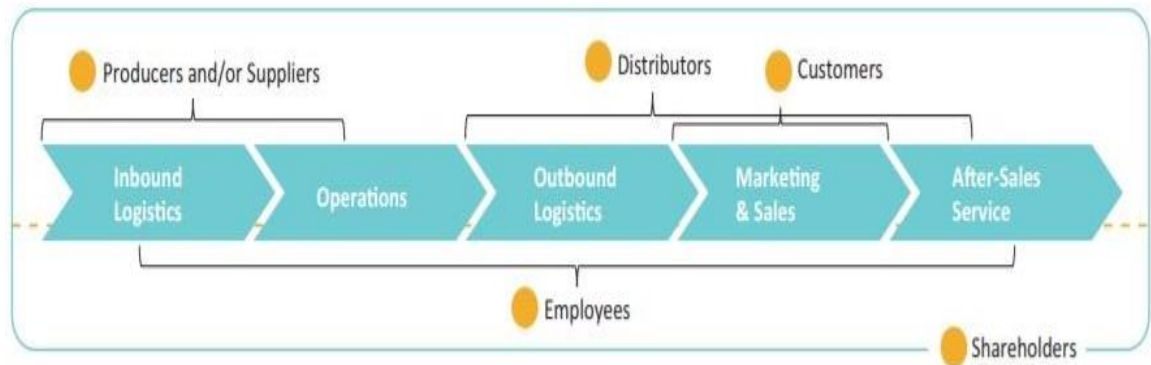 Producers and/or Suppliers
Distributors
Customers
Inbound
Logistics
Operations
Outbound
Logistics
Marketing
& Sales
After-Sales
Service
Employees
Shareholders